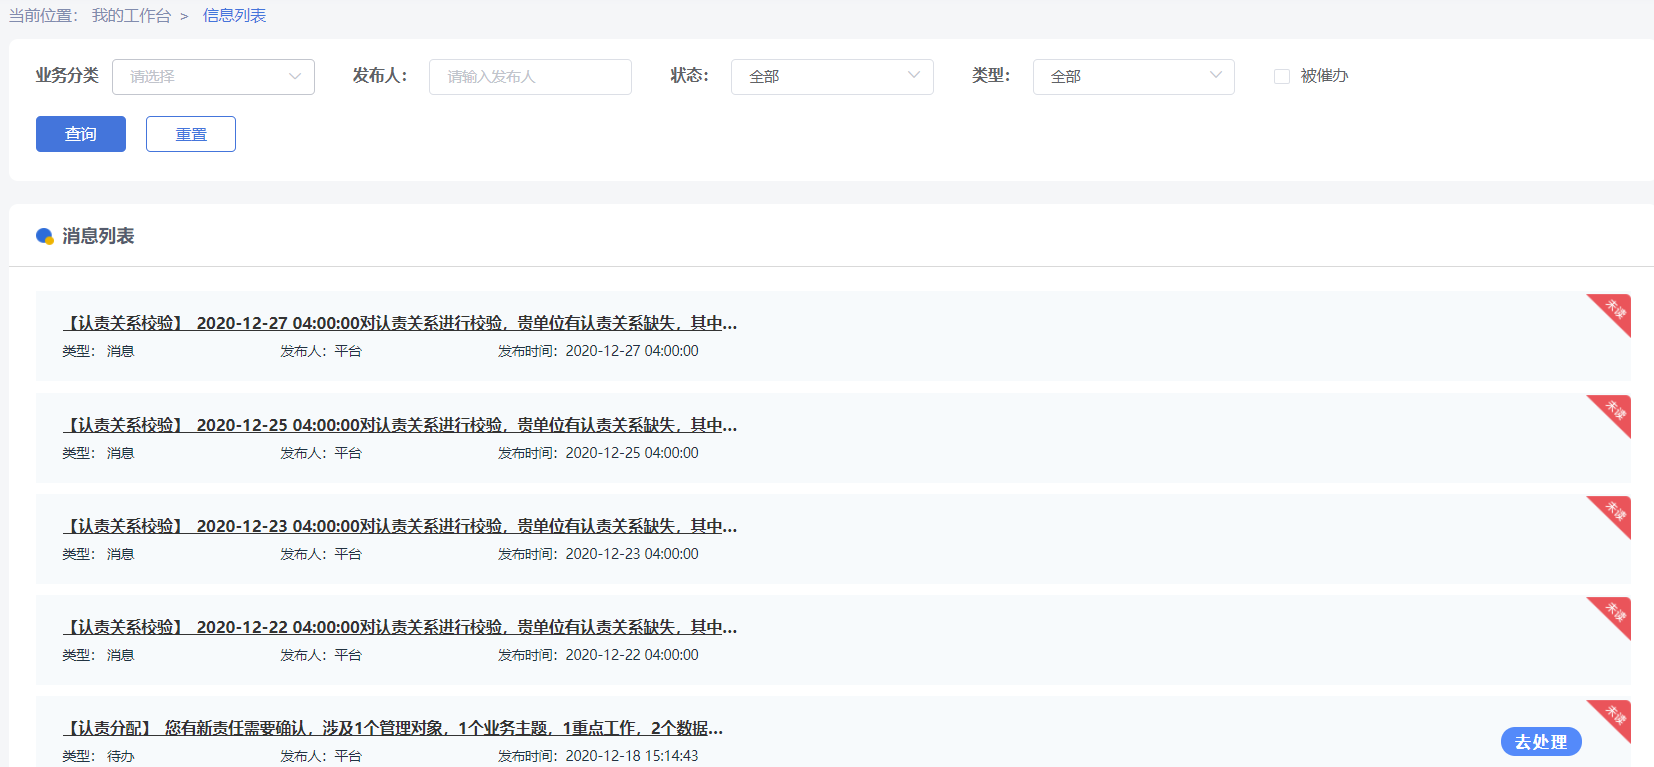 当前位置： 我的工作台 > 信息列表
业务分类 请选择 发布人： 请输入发布人 状态： 全部 类型： 全部 被催办
查询 重置
消息列表
【认责关系校验】 2020-12-27 04:00:00对认责关系进行校验，贵单位有认责关系缺失，其中... 未读
类型： 消息 发布人：平台 发布时间：2020-12-27 04:00:00
【认责关系校验】 2020-12-25 04:00:00对认责关系进行校验，贵单位有认责关系缺失，其中... 未读
类型： 消息 发布人：平台 发布时间：2020-12-25 04:00:00
【认责关系校验】 2020-12-23 04:00:00对认责关系进行校验，贵单位有认责关系缺失，其中... 未读
类型： 消息 发布人：平台 发布时间：2020-12-23 04:00:00
【认责关系校验】 2020-12-22 04:00:00对认责关系进行校验，贵单位有认责关系缺失，其中... 未读
类型： 消息 发布人：平台 发布时间：2020-12-22 04:00:00
【认责分配】 您有新责任需要确认，涉及1个管理对象，1个业务主题，1重点工作，2个数据... 未读
去处理
类型： 待办 发布人：平台 发布时间：2020-12-18 15:14:43